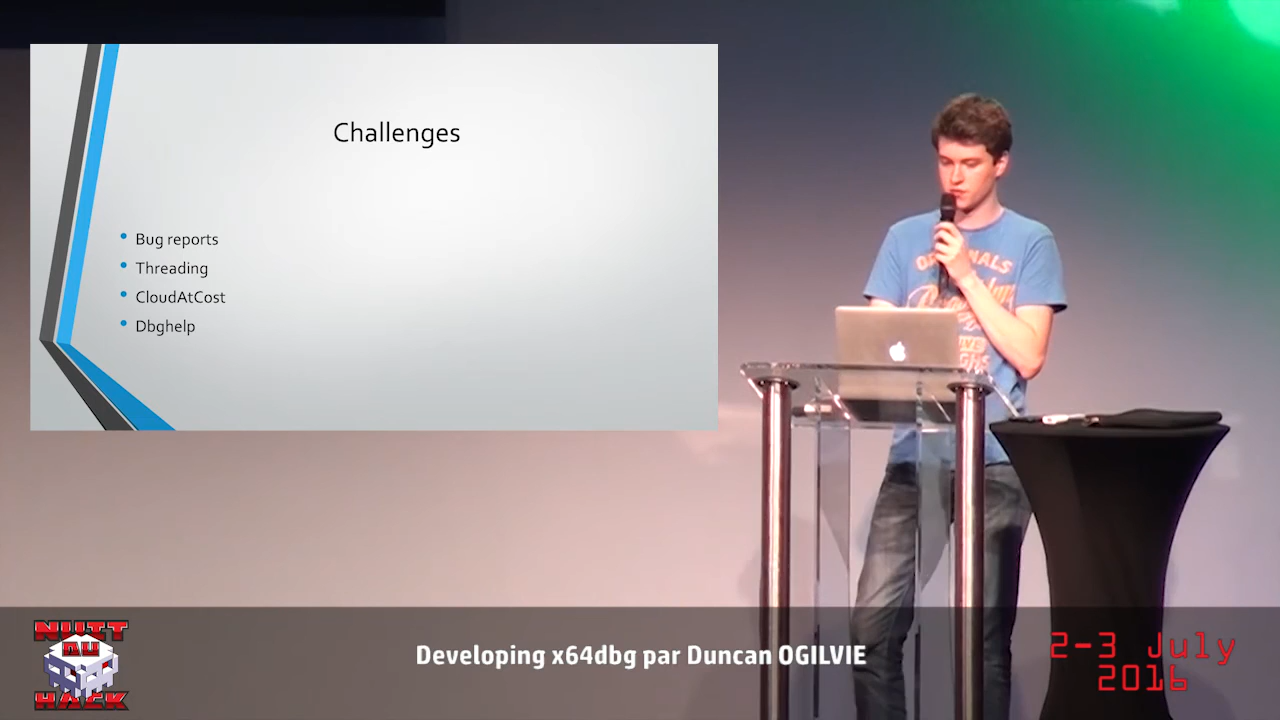 Challenges
Bug reports
Threading
CloudAtCost
Dbghelp
NUIT
DU
HACK
Developing x64dbg par Duncan OGILVIE
2-3 July
2016